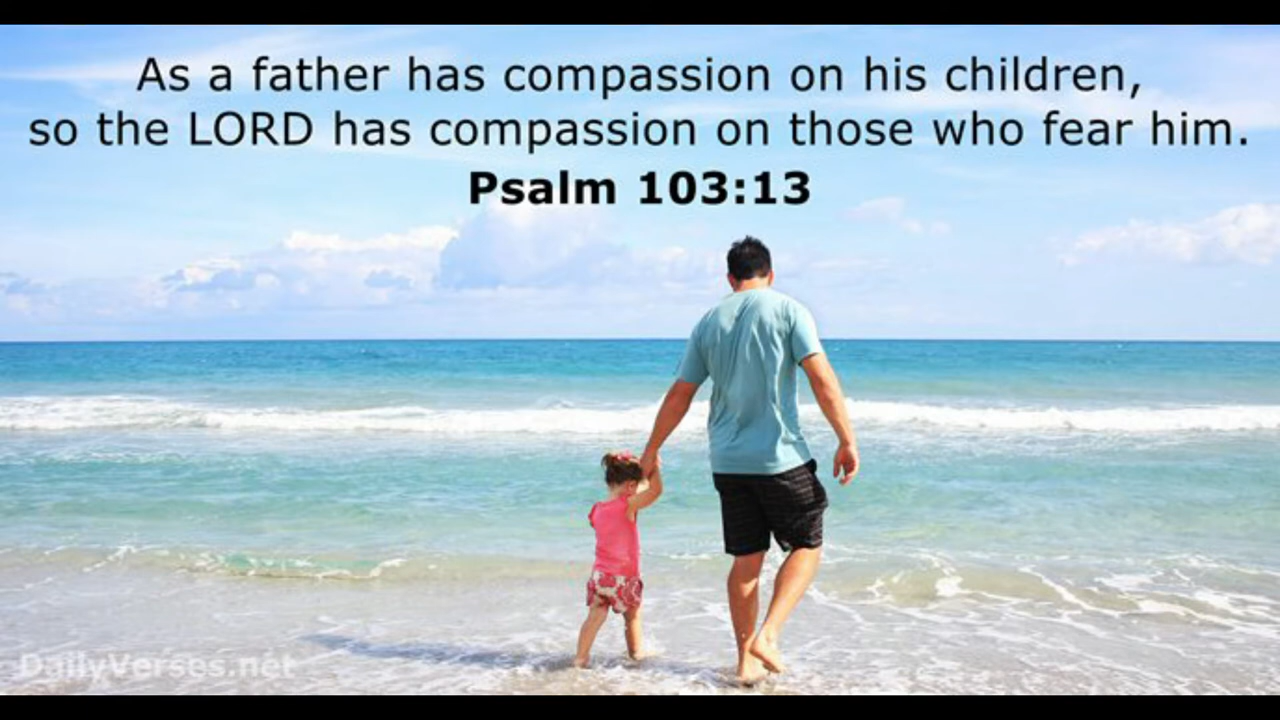 As a father has compassion on his children,
so the LORD has compassion on those who fear him.
Psalm 103:13
DailyVerses.net